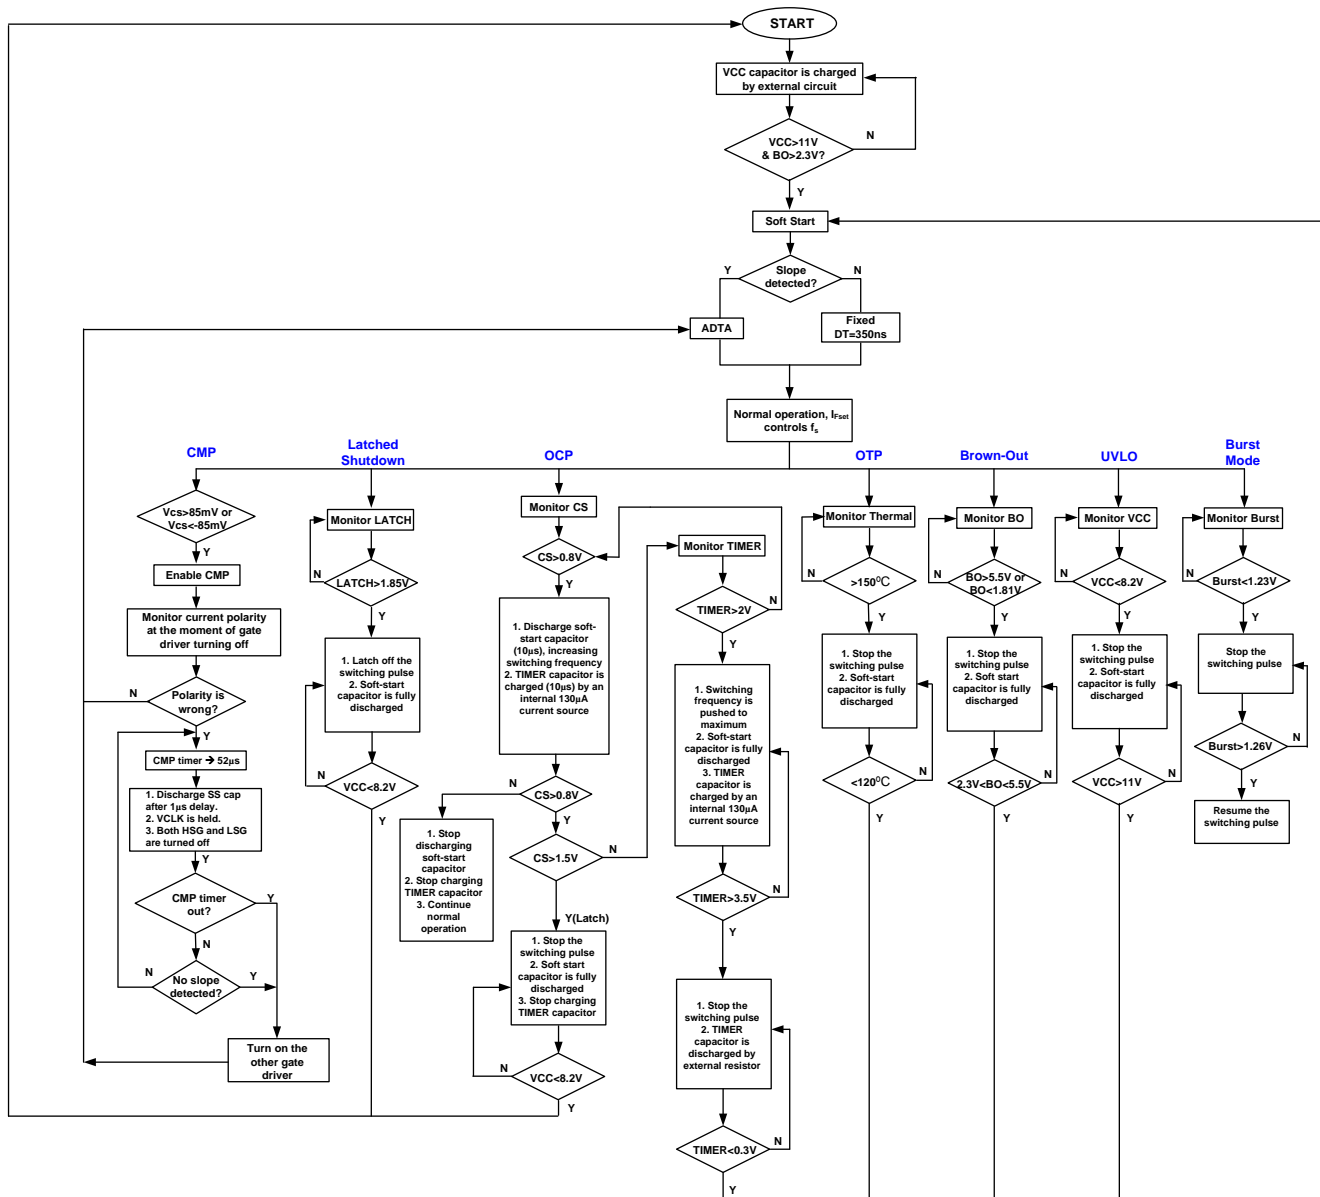 START
VCC capacitor is charged
by external circuit
VCC>11V
& BO>2.3V?
N
Y
Soft Start
Slope
detected?
Y
N
ADTA
Fixed
DT=350ns
Normal operation, IFset
controls fs
CMP
Vcs>85mV or
Vcs<-85mV
Y
Enable CMP
Monitor current polarity
at the moment of gate
driver turning off
Polarity is
wrong?
N
Y
CMP timer → 52µs
1. Discharge SS cap
after 1µs delay.
2. VCLK is held.
3. Both HSG and LSG
are turned off
Y
CMP timer
out?
Y
N
No slope
detected?
N
Y
Turn on the
other gate
driver
Latched
Shutdown
Monitor LATCH
LATCH>1.85V
N
Y
1. Latch off the
switching pulse
2. Soft-start
capacitor is fully
discharged
VCC<8.2V
N
Y
OCP
Monitor CS
CS>0.8V
Y
1. Discharge soft-
start capacitor
(10µs), increasing
switching frequency
2. TIMER capacitor is
charged (10µs) by an
internal 130µA
current source
CS>0.8V
N
Y
1. Stop
discharging
soft-start
capacitor
2. Stop charging
TIMER capacitor
3. Continue
normal
operation
CS>1.5V
N
Y(Latch)
1. Stop the
switching pulse
2. Soft start
capacitor is fully
discharged
3. Stop charging
TIMER capacitor
VCC<8.2V
N
Y
Monitor TIMER
TIMER>2V
N
Y
1. Switching
frequency is
pushed to
maximum
2. Soft-start
capacitor is fully
discharged
3. TIMER
capacitor is
charged by an
internal 130µA
current source
TIMER>3.5V
N
Y
1. Stop the
switching pulse
2. TIMER
capacitor is
discharged by
external resistor
TIMER<0.3V
N
Y
OTP
Monitor Thermal
>150℃
N
Y
1. Stop the
switching pulse
2. Soft-start
capacitor is fully
discharged
<120℃
N
Y
Brown-Out
Monitor BO
BO>5.5V or
BO<1.81V
N
Y
1. Stop the
switching pulse
2. Soft start
capacitor is fully
discharged
2.3V<BO<5.5V
N
Y
UVLO
Monitor VCC
VCC<8.2V
N
Y
1. Stop the
switching pulse
2. Soft-start
capacitor is fully
discharged
VCC>11V
N
Y
Burst
Mode
Monitor Burst
Burst<1.23V
N
Y
Stop the
switching pulse
Burst>1.26V
N
Y
Resume the
switching pulse